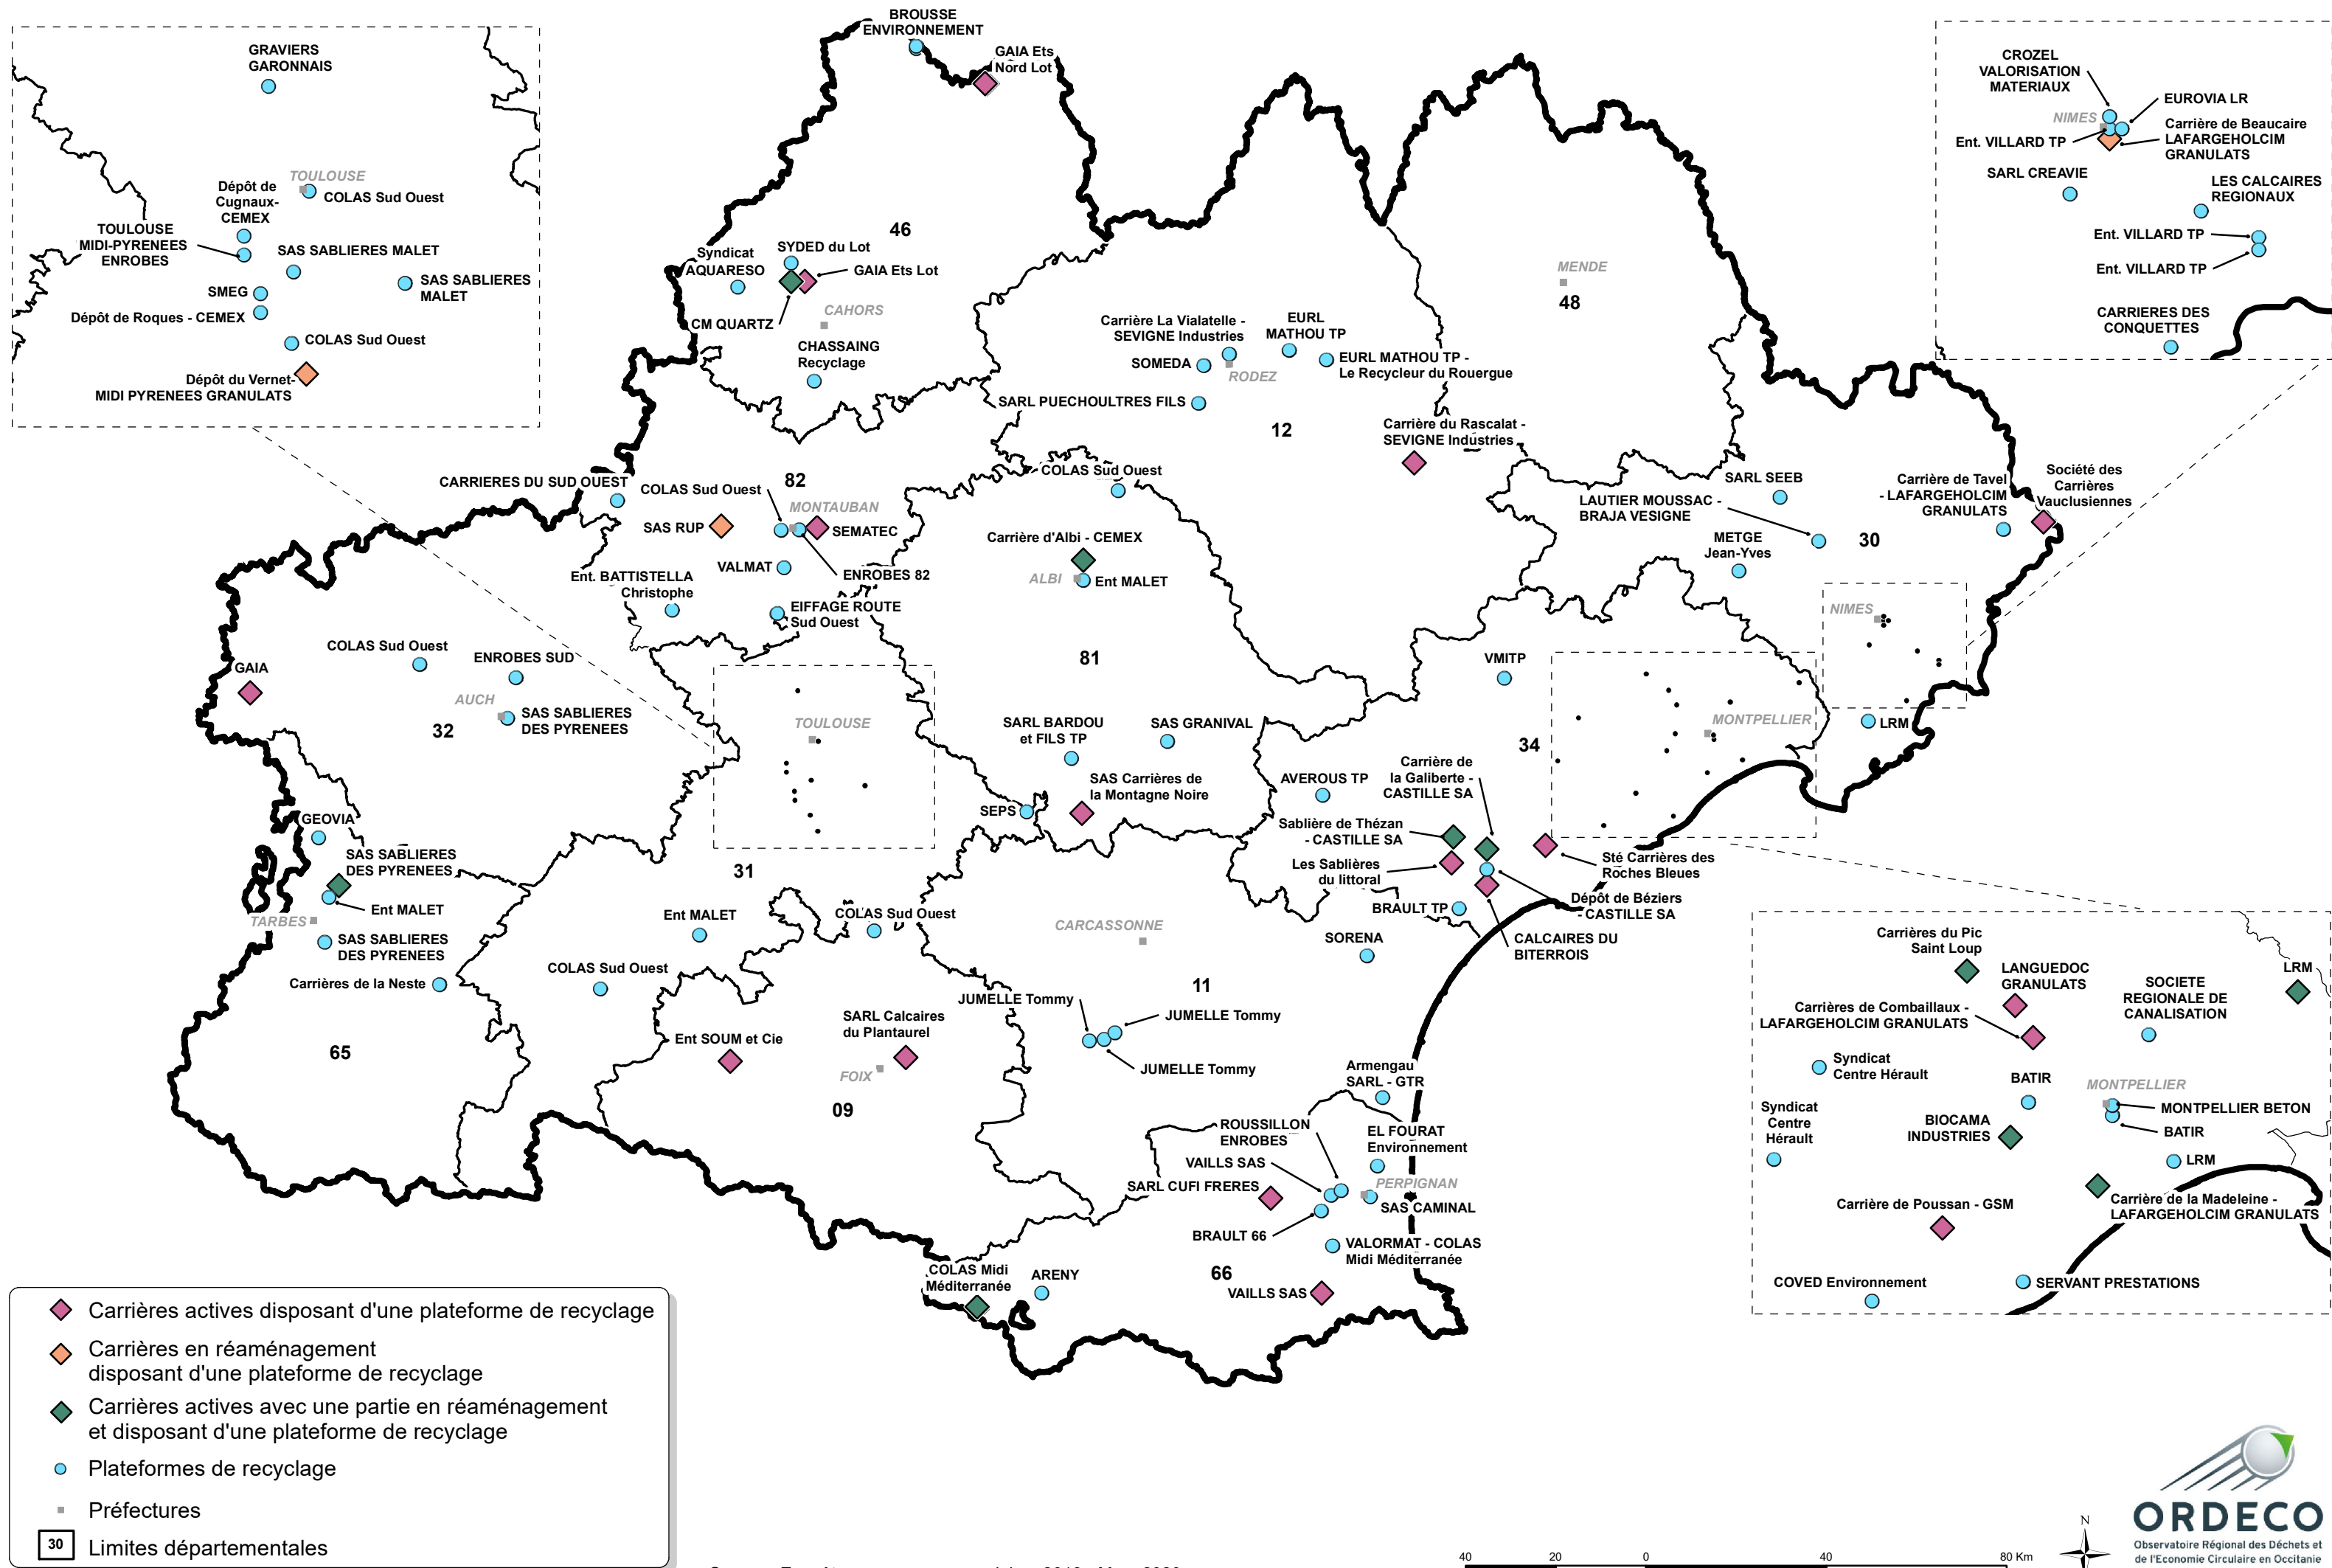 GRAVIERS
GARONNAIS
TOULOUSE
COLAS Sud Ouest
Dépôt de
Cugnaux-
CEMEX
TOULOUSE
MIDI-PYRENEES
ENROBES
SAS SABLIERES MALET
SAS SABLIERES
MALET
SMEG
Dépôt de Roques - CEMEX
COLAS Sud Ouest
Dépôt du Vernet-
MIDI PYRENEES GRANULATS
BROUSSE
ENVIRONNEMENT
GAIA Ets
Nord Lot
46
Syndicat
AQUARESO
SYDED du Lot
GAIA Ets Lot
CM QUARTZ
CAHORS
CHASSAING
Recyclage
MENDE
48
Carrière La Vialatelle -
SEVIGNE Industries
EURL
MATHOU TP
SOMEDA
RODEZ
EURL MATHOU TP -
Le Recycleur du Rouergue
SARL PUECHOULTRES FILS
12
Carrière du Rascalat -
SEVIGNE Industries
CROZEL
VALORISATION
MATERIAUX
EUROVIA LR
NIMES
Ent. VILLARD TP
Carrière de Beaucaire
LAFARGEHOLCIM
GRANULATS
SARL CREAVIE
LES CALCAIRES
REGIONAUX
Ent. VILLARD TP
Ent. VILLARD TP
CARRIERES DES
CONQUETTES
CARRIERES DU SUD OUEST
82
COLAS Sud Ouest
MONTAUBAN
SAS RUP
SEMATEC
VALMAT
ENROBES 82
Ent. BATTISTELLA
Christophe
EIFFAGE ROUTE
Sud Ouest
COLAS Sud Ouest
Carrière d'Albi - CEMEX
ALBI
Ent MALET
81
SARL BARDOU
et FILS TP
SAS GRANIVAL
SAS Carrières de
la Montagne Noire
SEPS
SARL SEEB
LAUTIER MOUSSAC -
BRAJA VESIGNE
Carrière de Tavel
- LAFARGEHOLCIM
GRANULATS
Société des
Carrières
Vauclusiennes
METGE
Jean-Yves
30
NIMES
LRM
COLAS Sud Ouest
ENROBES SUD
GAIA
AUCH
SAS SABLIERES
DES PYRENEES
32
TOULOUSE
31
VMITP
MONTPELLIER
34
AVEROUS TP
Carrière de
la Galiberte -
CASTILLE SA
Sablière de Thézan
- CASTILLE SA
Les Sablières
du littoral
Sté Carrières des
Roches Bleues
Dépôt de Béziers
- CASTILLE SA
BRAULT TP
CALCAIRES DU
BITERROIS
SORENA
GEOVIA
SAS SABLIERES
DES PYRENEES
Ent MALET
TARBES
SAS SABLIERES
DES PYRENEES
Carrières de la Neste
65
Ent MALET
COLAS Sud Ouest
COLAS Sud Ouest
CARCASSONNE
11
JUMELLE Tommy
JUMELLE Tommy
JUMELLE Tommy
Ent SOUM et Cie
SARL Calcaires
du Plantaurel
FOIX
09
Armengau
SARL - GTR
ROUSSILLON
ENROBES
EL FOURAT
Environnement
VAILLS SAS
PERPIGNAN
SARL CUFI FRERES
SAS CAMINAL
BRAULT 66
VALORMAT - COLAS
Midi Méditerranée
66
VAILLS SAS
COLAS Midi
Méditerranée
ARENY
Carrières du Pic
Saint Loup
LANGUEDOC
GRANULATS
LRM
SOCIETE
REGIONALE DE
CANALISATION
Carrières de Combaillaux -
LAFARGEHOLCIM GRANULATS
Syndicat
Centre Hérault
BATIR
MONTPELLIER
Syndicat
Centre
Hérault
MONTPELLIER BETON
BIOCAMA
INDUSTRIES
BATIR
LRM
Carrière de Poussan - GSM
Carrière de la Madeleine -
LAFARGEHOLCIM GRANULATS
COVED Environnement
SERVANT PRESTATIONS
Carrières actives disposant d'une plateforme de recyclage
Carrières en réaménagement
disposant d'une plateforme de recyclage
Carrières actives avec une partie en réaménagement
et disposant d'une plateforme de recyclage
Plateformes de recyclage
Préfectures
30 Limites départementales
40 20 0 40 80 Km
N
ORDECO
Observatoire Régional des Déchets et
de l'Economie Circulaire en Occitanie